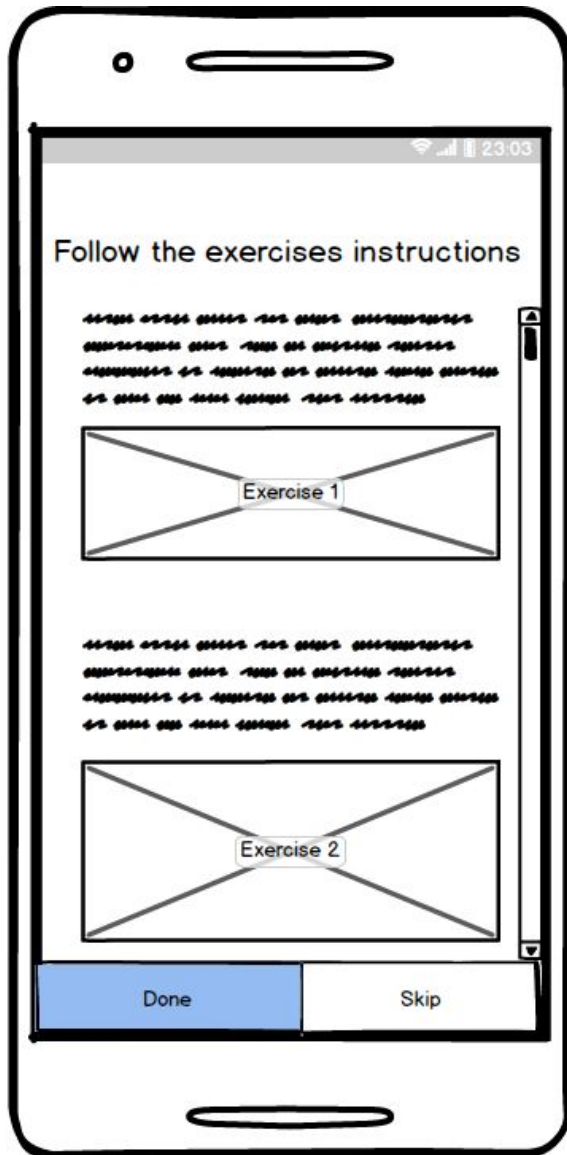 23:03
Follow the exercises instructions
Exercise 1
Exercise 2
Done
Skip